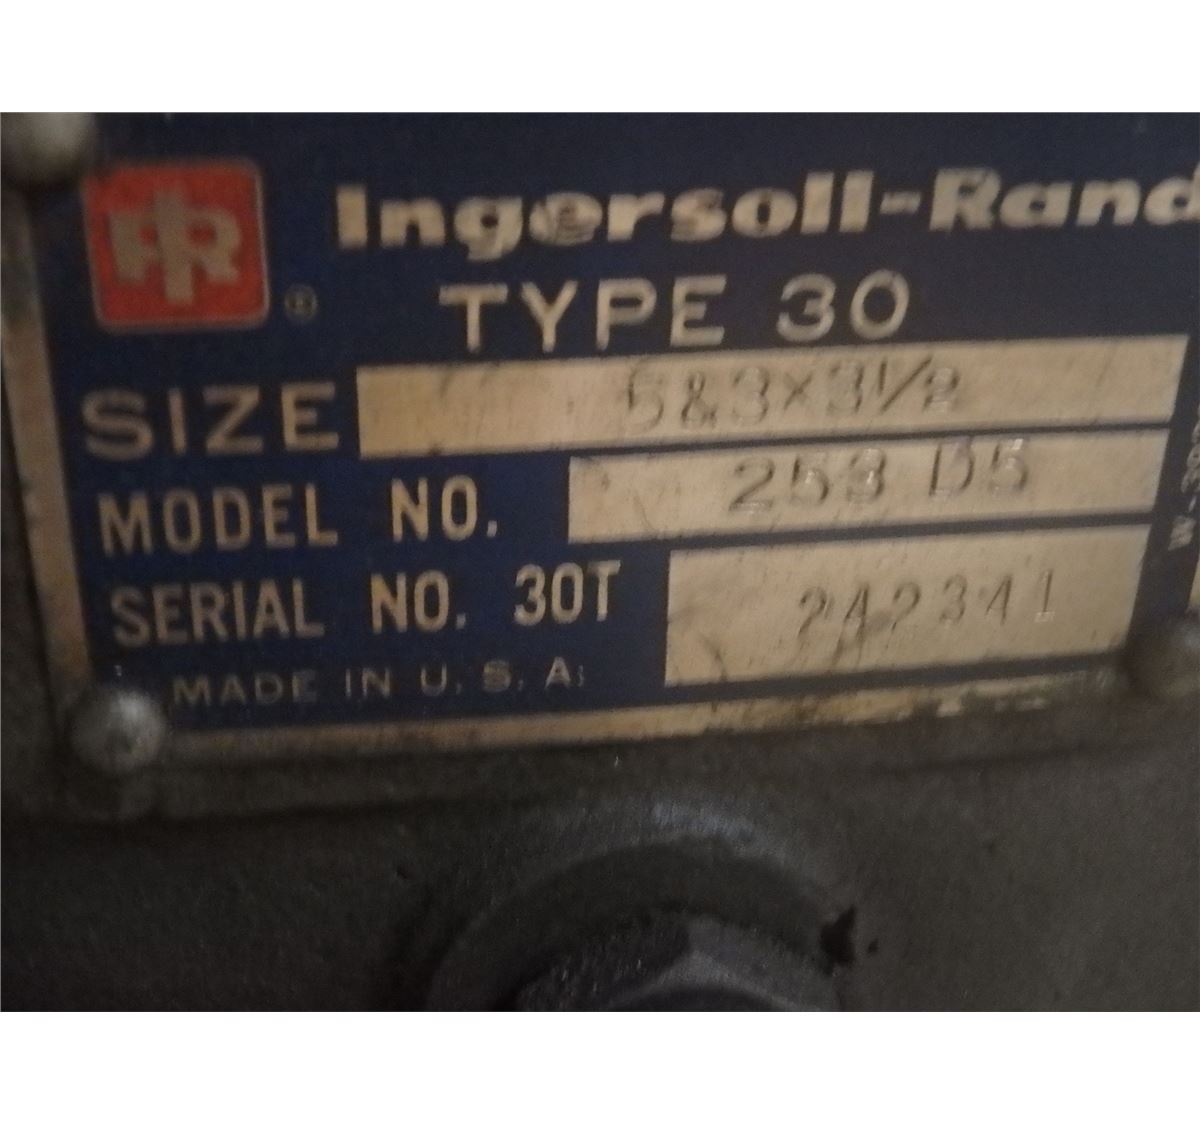 IR ® Ingersoll-Rand
TYPE 30
SIZE 5&3×3½
MODEL NO. 253 D5
SERIAL NO. 30T 242341
MADE IN U. S. A.